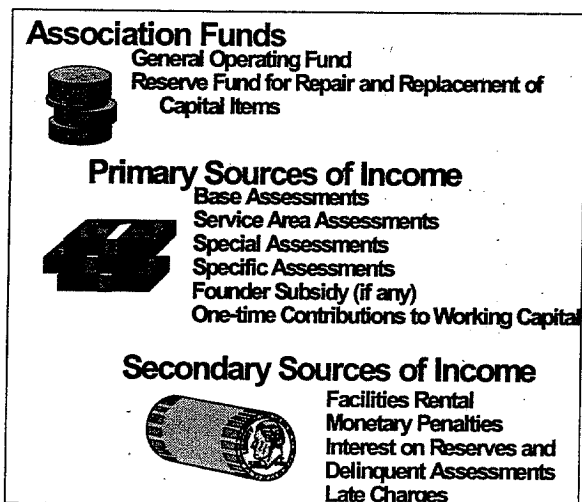 Association Funds
General Operating Fund
Reserve Fund for Repair and Replacement of
Capital Items
Primary Sources of Income
Base Assessments
Service Area Assessments
Special Assessments
Specific Assessments
Founder Subsidy (if any)
One-time Contributions to Working Capital
Secondary Sources of Income
Facilities Rental
Monetary Penalties
Interest on Reserves and
Delinquent Assessments
Late Charges